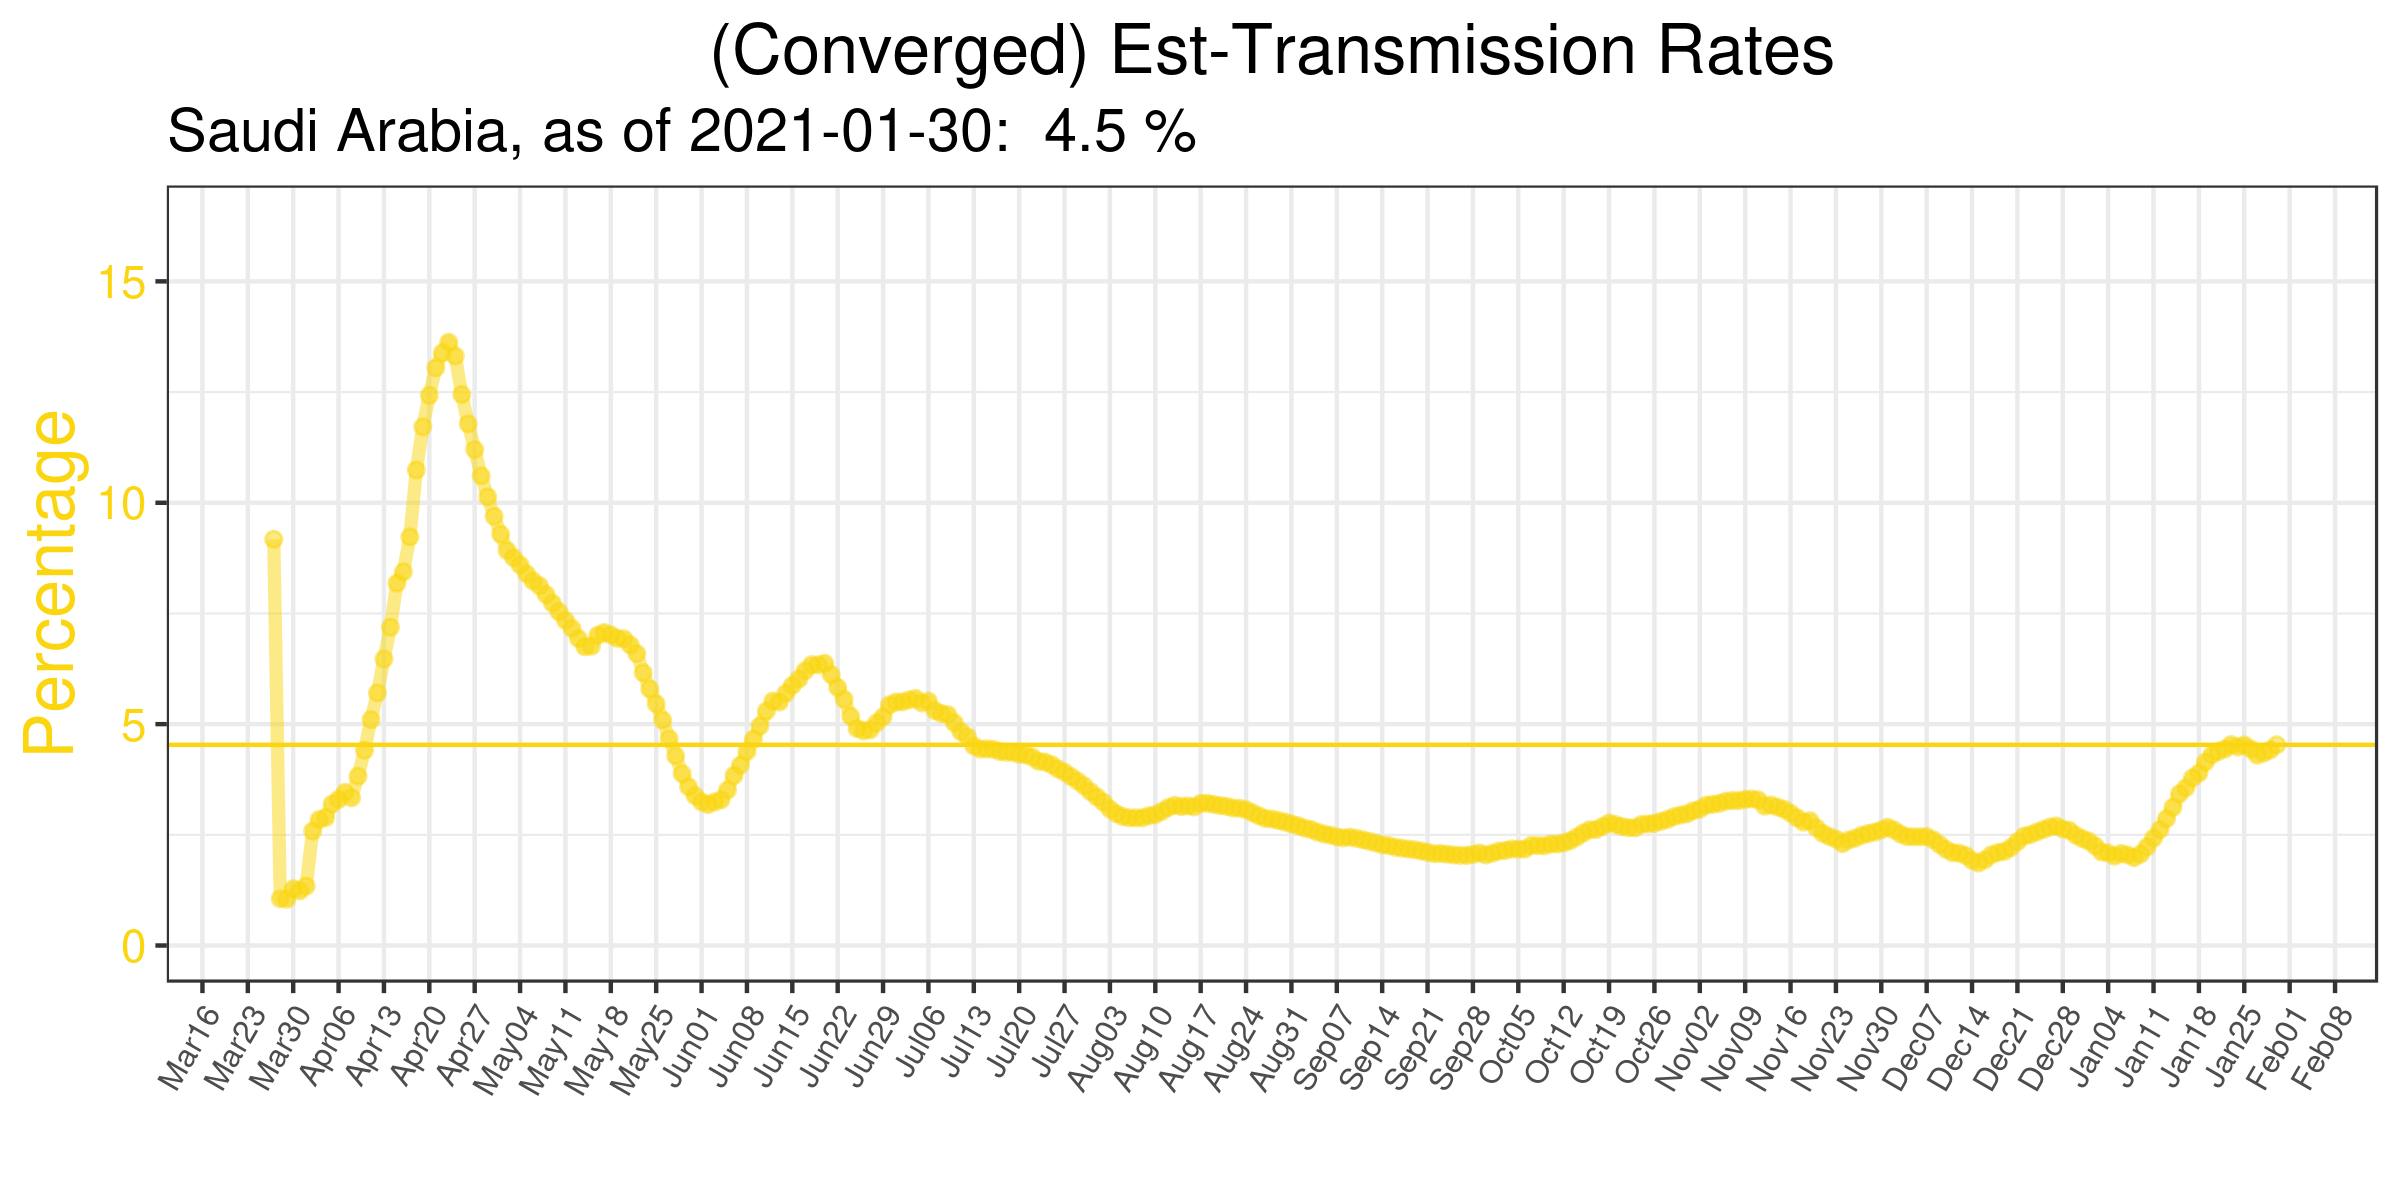 (Converged) Est-Transmission Rates
Saudi Arabia, as of 2021-01-30:  4.5 %
Percentage
15
10
5
0
Mar16
Mar23
Mar30
Apr06
Apr13
Apr20
Apr27
May04
May11
May18
May25
Jun01
Jun08
Jun15
Jun22
Jun29
Jul06
Jul13
Jul20
Jul27
Aug03
Aug10
Aug17
Aug24
Aug31
Sep07
Sep14
Sep21
Sep28
Oct05
Oct12
Oct19
Oct26
Nov02
Nov09
Nov16
Nov23
Nov30
Dec07
Dec14
Dec21
Dec28
Jan04
Jan11
Jan18
Jan25
Feb01
Feb08